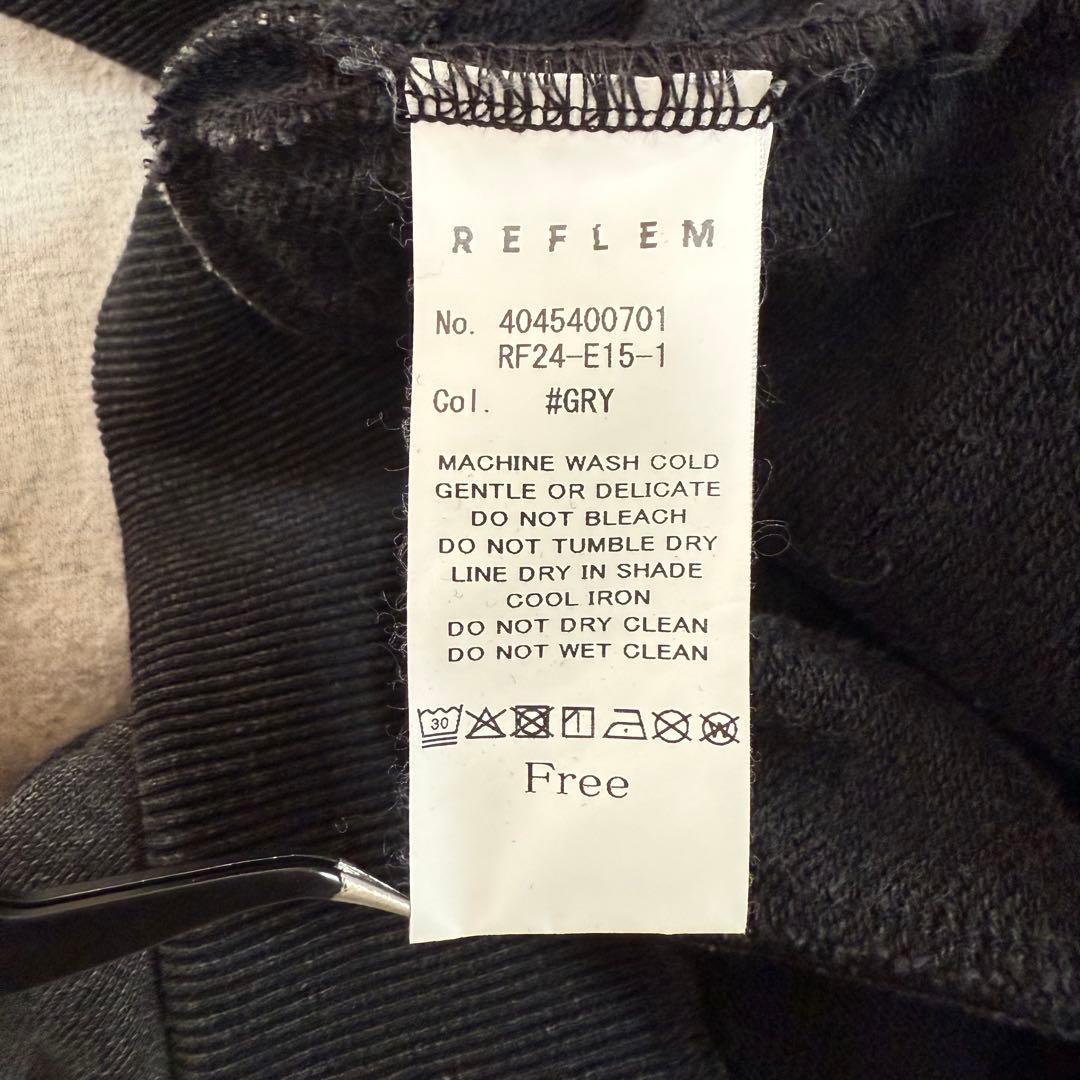 REFLEM
No. 4045400701
RF24-E15-1
Col. #GRY
MACHINE WASH COLD
GENTLE OR DELICATE
DO NOT BLEACH
DO NOT TUMBLE DRY
LINE DRY IN SHADE
COOL IRON
DO NOT DRY CLEAN
DO NOT WET CLEAN
30 W
Free